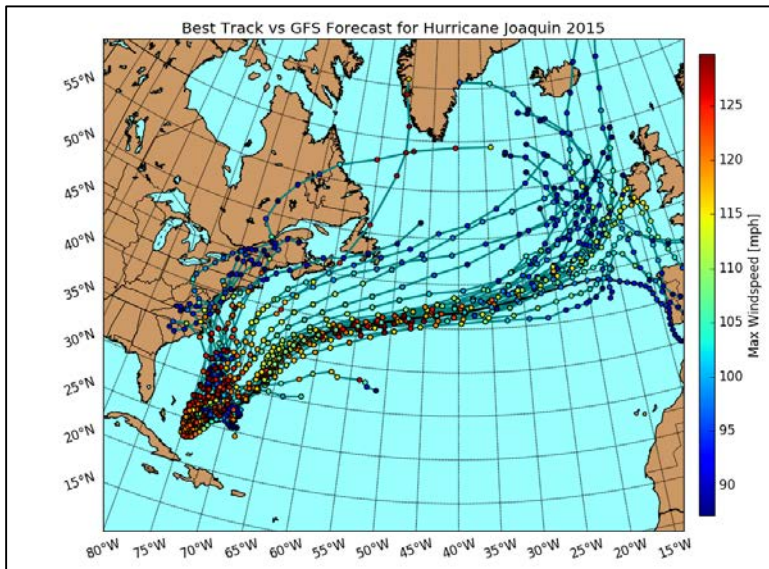 Best Track vs GFS Forecast for Hurricane Joaquin 2015
55°N
50°N
45°N
40°N
35°N
30°N
25°N
20°N
15°N
80°W 75°W 70°W 65°W 60°W 55°W 50°W 45°W 40°W 35°W 30°W 25°W 20°W 15°W
125
120
115
110
105
100
95
90
Max Windspeed [mph]